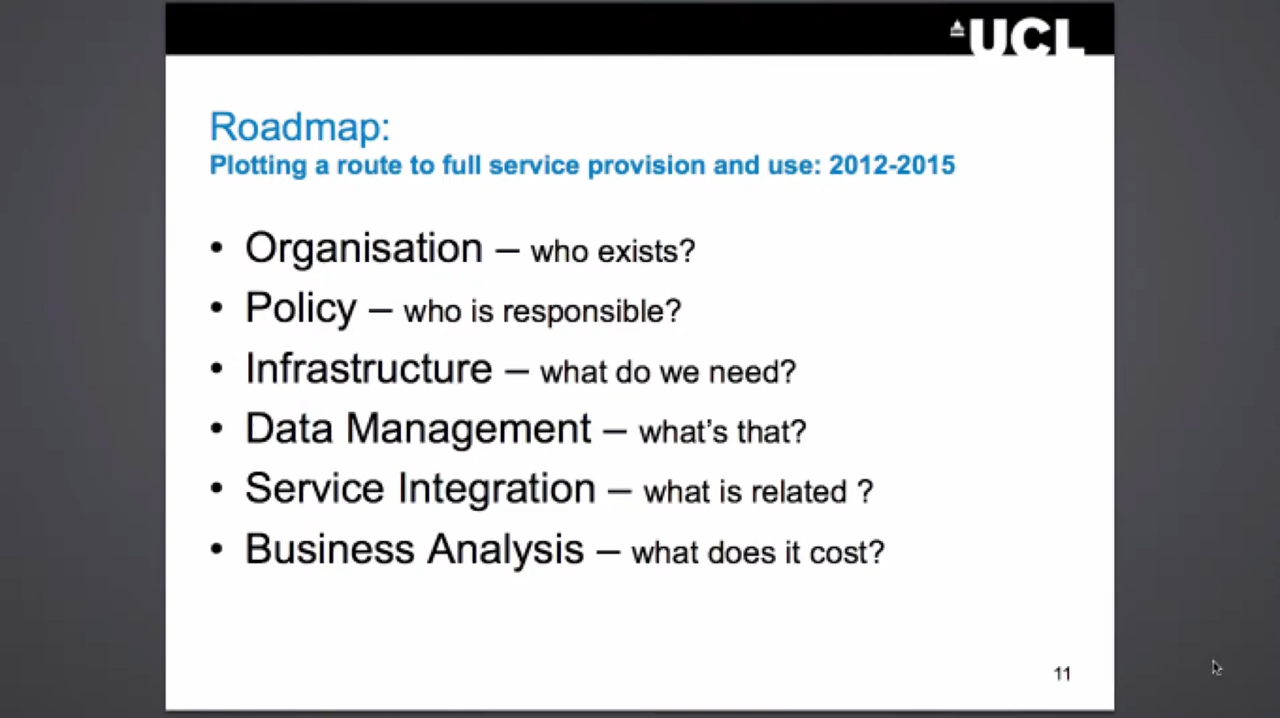 UCL
Roadmap:
Plotting a route to full service provision and use: 2012-2015
• Organisation – who exists?
• Policy – who is responsible?
• Infrastructure – what do we need?
• Data Management – what's that?
• Service Integration – what is related ?
• Business Analysis – what does it cost?
11